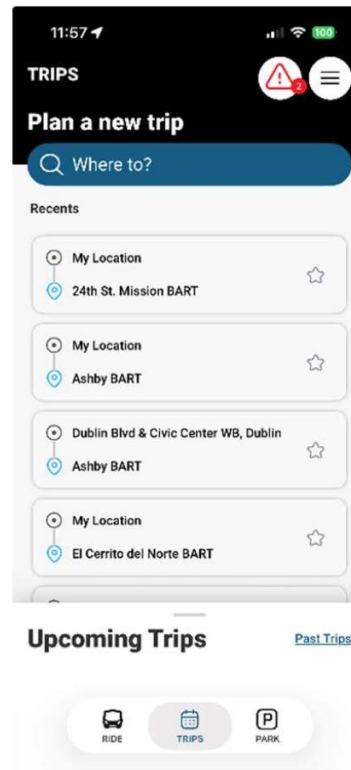 11:57
100
TRIPS
2
Plan a new trip
Where to?
Recents
My Location
24th St. Mission BART
My Location
Ashby BART
Dublin Blvd & Civic Center WB, Dublin
Ashby BART
My Location
El Cerrito del Norte BART
Upcoming Trips
Past Trips
P
RIDE
TRIPS
PARK